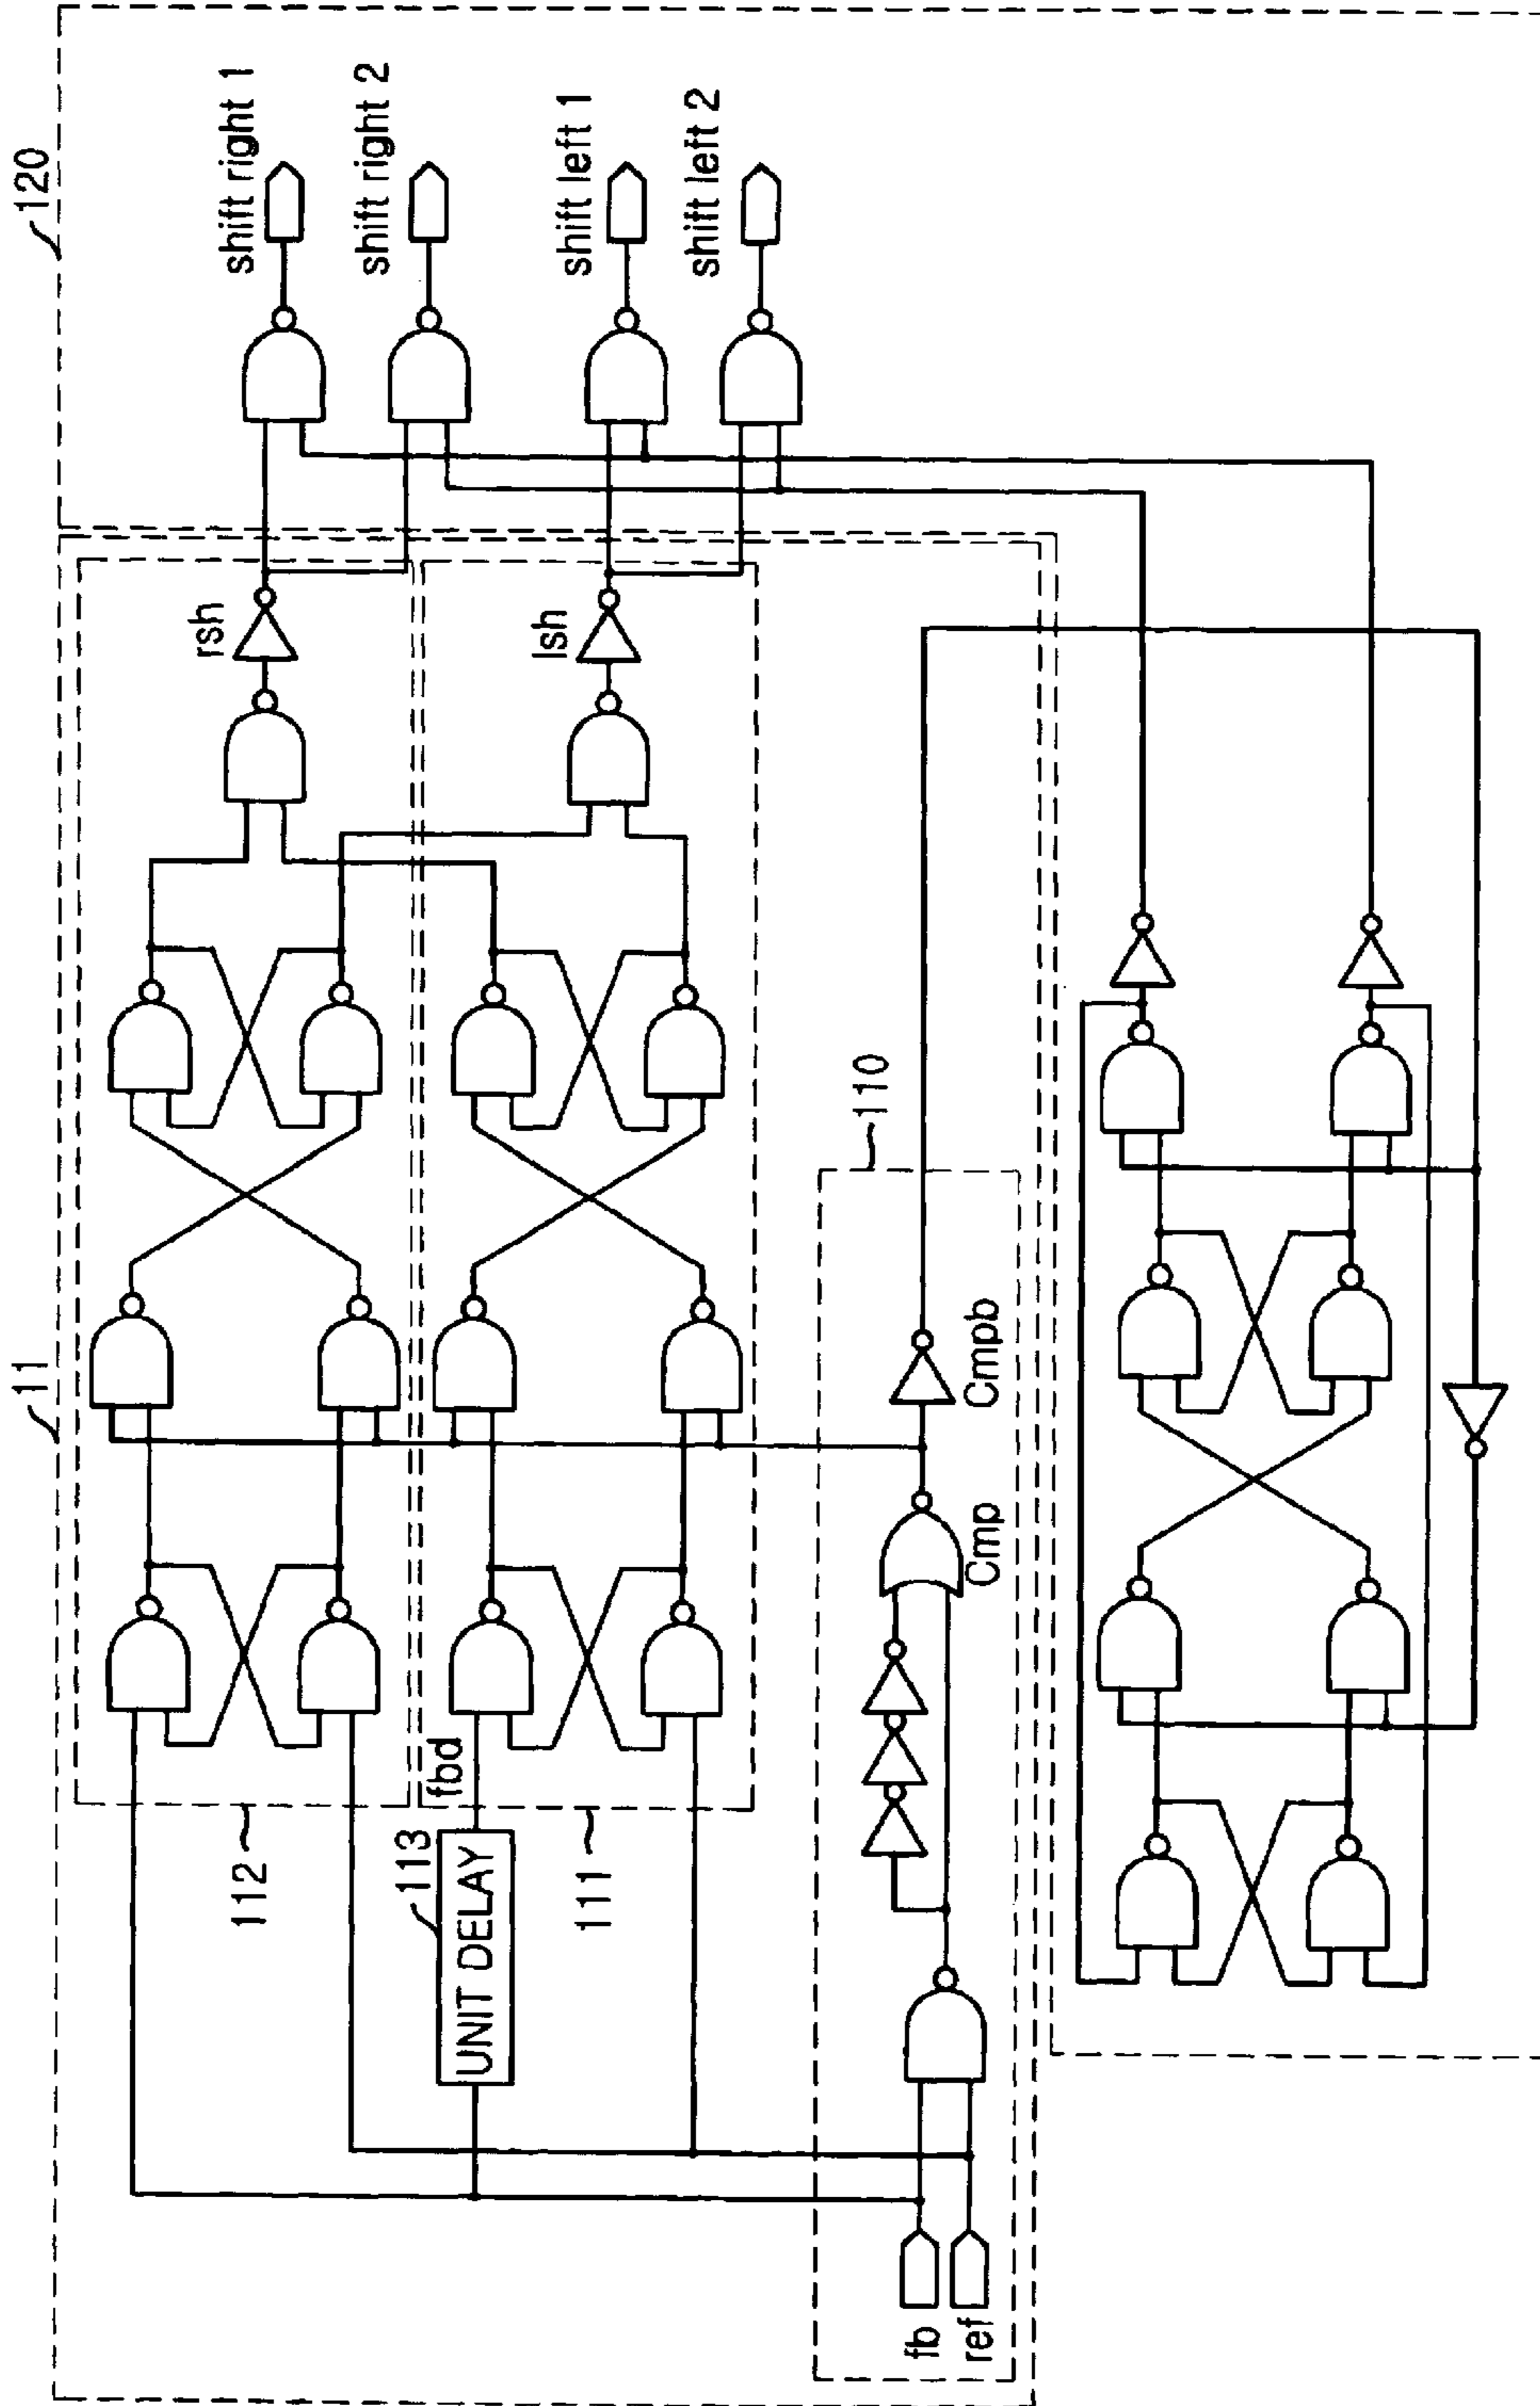 11
120
112
rsh
shift right 1
shift right 2
113
UNIT DELAY
fbd
111
lsh
shift left 1
shift left 2
110
fb
ref
Cmp
Cmpb